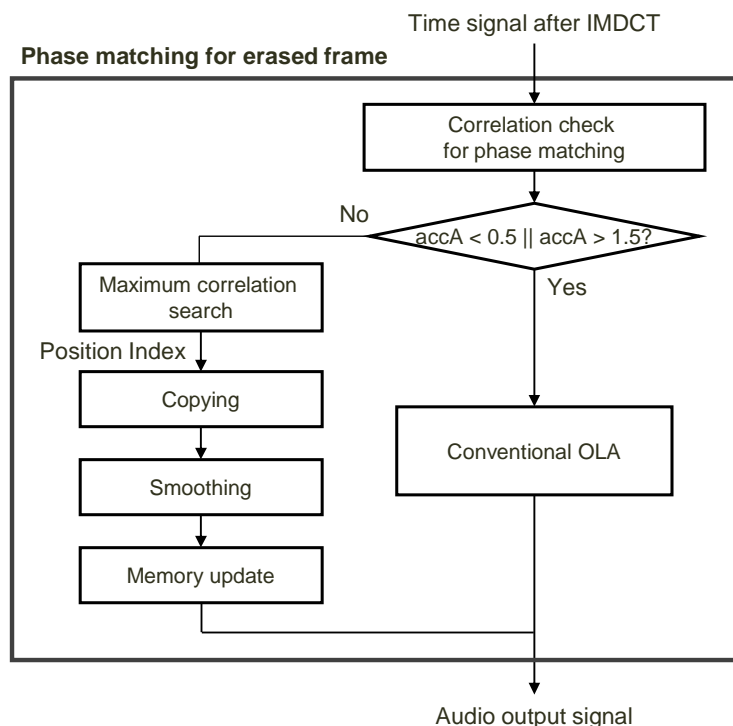 Time signal after IMDCT
Phase matching for erased frame
Correlation check
for phase matching
No
accA < 0.5 || accA > 1.5?
Yes
Maximum correlation
search
Position Index
Copying
Conventional OLA
Smoothing
Memory update
Audio output signal